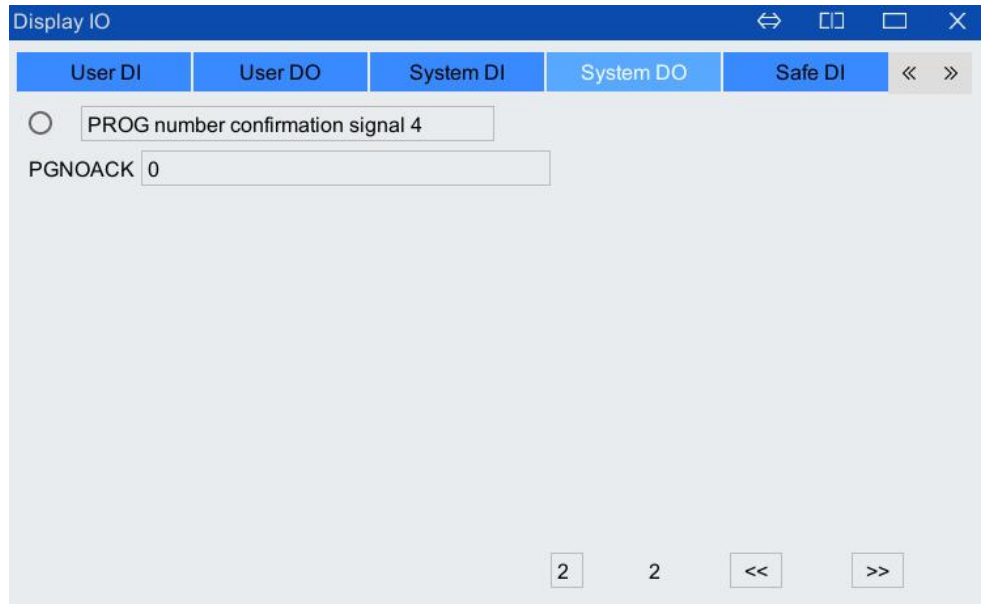 Display IO
User DI User DO System DI System DO Safe DI « »
PROG number confirmation signal 4
PGNOACK 0
2 2 << >>